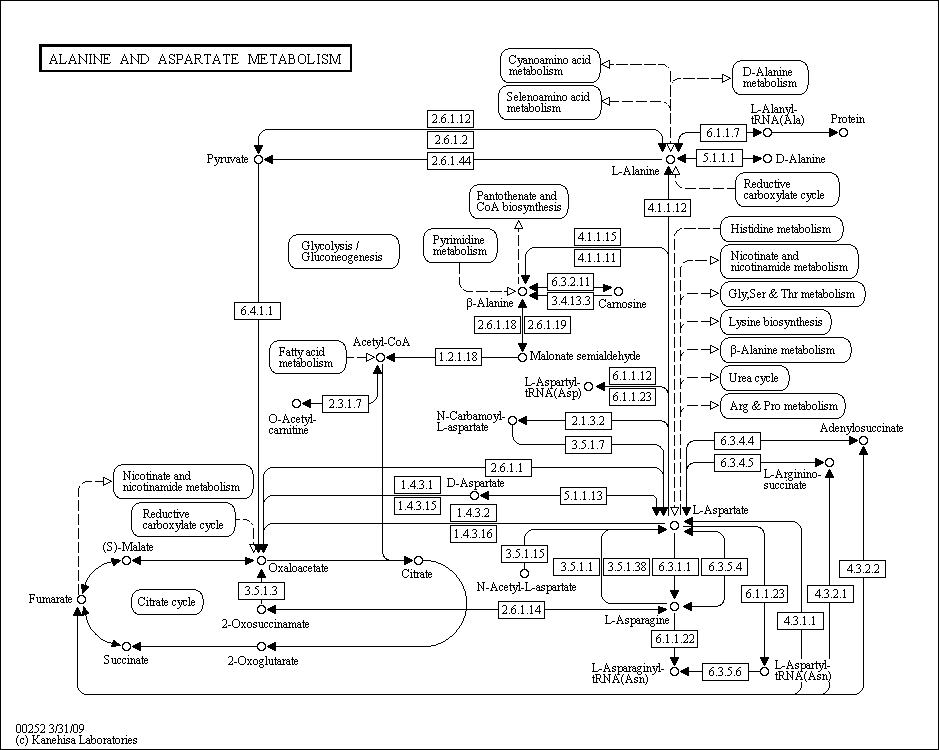 ALANINE AND ASPARTATE METABOLISM
Cyanoamino acid
metabolism
D-Alanine
metabolism
Selenoamino acid
metabolism
L-Alanyl-
tRNA(Ala)
Protein
2.6.1.12
6.1.1.7
2.6.1.2
Pyruvate
2.6.1.44
L-Alanine
5.1.1.1
D-Alanine
Reductive
carboxylate cycle
Pantothenate and
CoA biosynthesis
4.1.1.12
Histidine metabolism
Glycolysis /
Gluconeogenesis
Pyrimidine
metabolism
4.1.1.15
4.1.1.11
Nicotinate and
nicotinamide metabolism
6.3.2.11
3.4.13.3
β-Alanine
Carnosine
Gly,Ser & Thr metabolism
6.4.1.1
2.6.1.18
2.6.1.19
Lysine biosynthesis
Acetyl-CoA
Fatty acid
metabolism
1.2.1.18
Malonate semialdehyde
β-Alanine metabolism
L-Aspartyl-
tRNA(Asp)
6.1.1.12
6.1.1.23
Urea cycle
2.3.1.7
O-Acetyl-
carnitine
Arg & Pro metabolism
N-Carbamoyl-
L-aspartate
2.1.3.2
3.5.1.7
Adenylosuccinate
6.3.4.4
6.3.4.5
L-Arginino-
succinate
2.6.1.1
Nicotinate and
nicotinamide metabolism
1.4.3.1
D-Aspartate
1.4.3.15
5.1.1.13
1.4.3.2
L-Aspartate
Reductive
carboxylate cycle
1.4.3.16
(S)-Malate
Oxaloacetate
Citrate
3.5.1.15
N-Acetyl-L-aspartate
3.5.1.1
3.5.1.38
6.3.1.1
6.3.5.4
4.3.2.2
3.5.1.3
Fumarate
Citrate cycle
6.1.1.23
4.3.2.1
2-Oxosuccinamate
2.6.1.14
L-Asparagine
4.3.1.1
6.1.1.22
Succinate
2-Oxoglutarate
L-Asparaginyl-
tRNA(Asn)
6.3.5.6
L-Aspartyl-
tRNA(Asn)
00252 3/31/09
(c) Kanehisa Laboratories